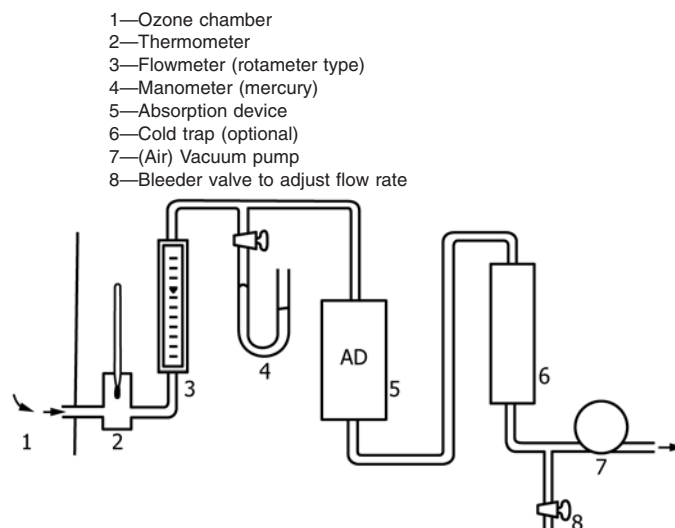 1—Ozone chamber
2—Thermometer
3—Flowmeter (rotameter type)
4—Manometer (mercury)
5—Absorption device
6—Cold trap (optional)
7—(Air) Vacuum pump
8—Bleeder valve to adjust flow rate
AD
1
2
3
4
5
6
7
8